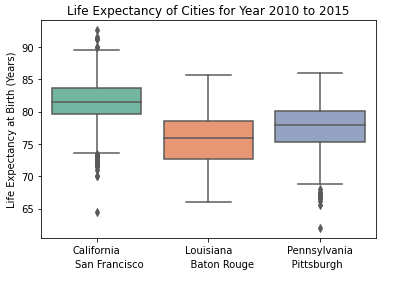 Life Expectancy of Cities for Year 2010 to 2015
Life Expectancy at Birth (Years)
90
85
80
75
70
65
California Louisiana Pennsylvania
San Francisco Baton Rouge Pittsburgh